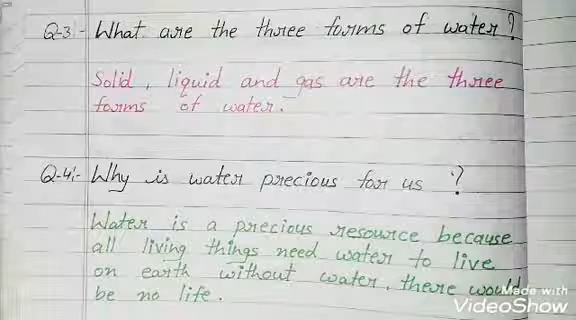 Q-3:- What are the three forms of water?
Solid, liquid and gas are the three
forms of water.
Q-4:- Why is water precious for us ?
Water is a precious resource because
all living things need water to live
on earth without water, there would
be no life.
Made with
VideoShow